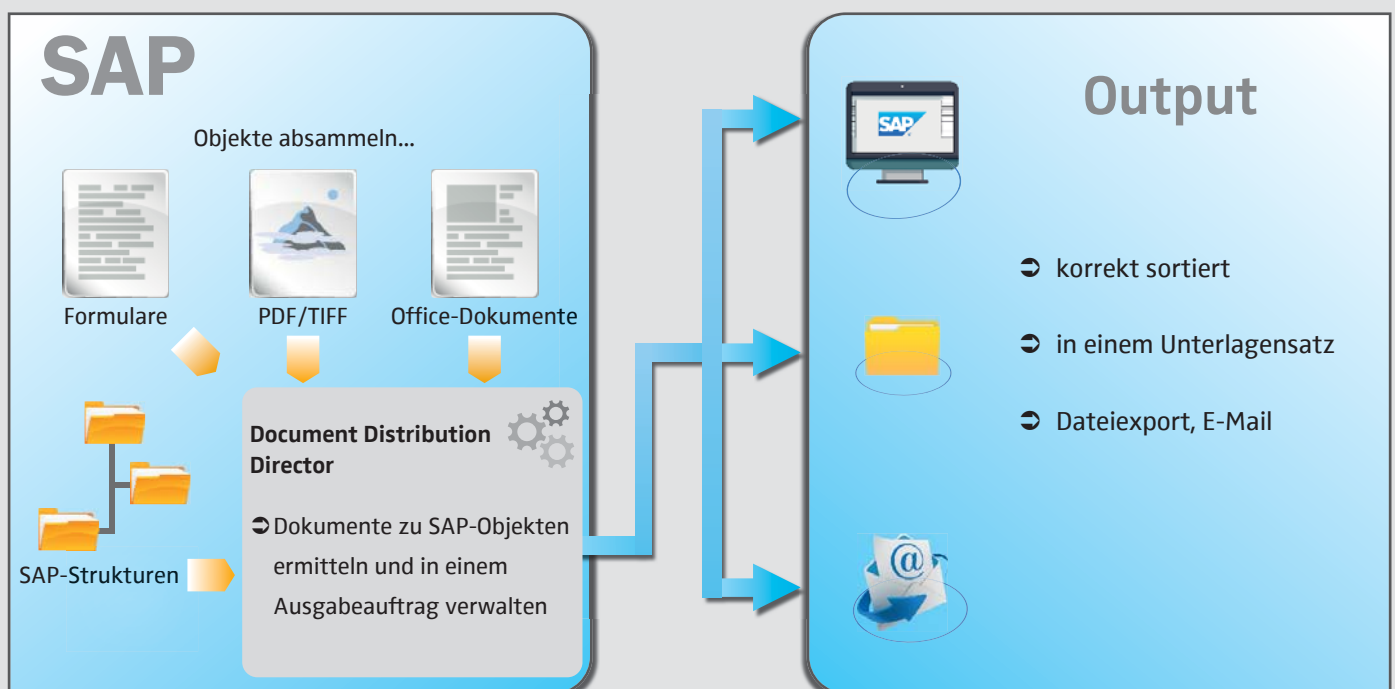 SAP
Objekte absammeln...
Formulare
PDF/TIFF
Office-Dokumente
SAP-Strukturen
Document Distribution
Director
➲ Dokumente zu SAP-Objekten
ermitteln und in einem
Ausgabeauftrag verwalten
Output
SAP
➲ korrekt sortiert
➲ in einem Unterlagensatz
➲ Dateiexport, E-Mail
@